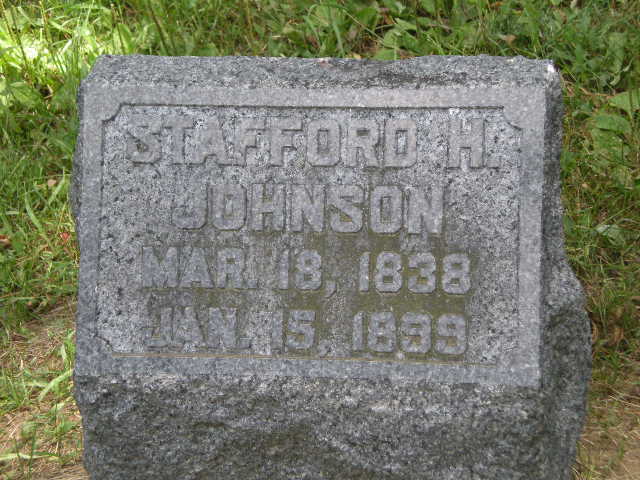 STAFFORD H.
JOHNSON
MAR. 18, 1838
JAN. 15, 1899